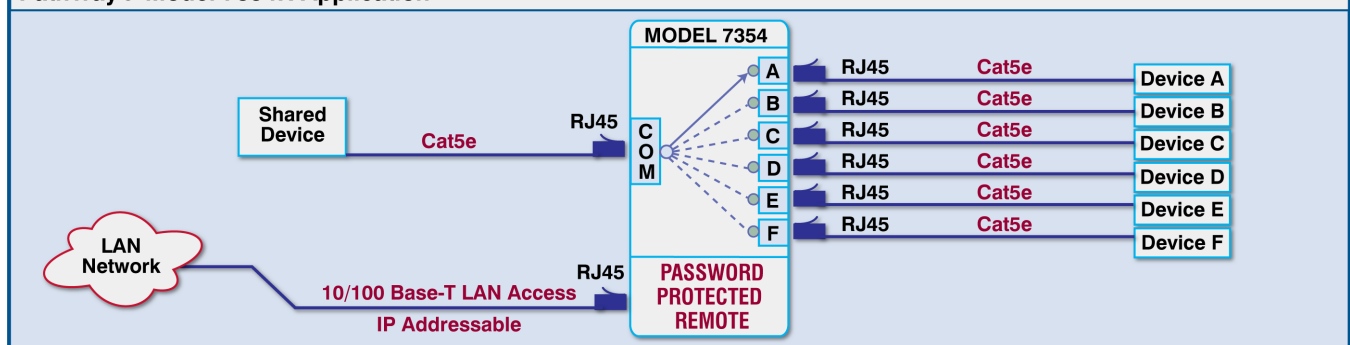 MODEL 7354
Shared
Device
Cat5e
RJ45
C
O
M
A
B
C
D
E
F
RJ45 Cat5e Device A
RJ45 Cat5e Device B
RJ45 Cat5e Device C
RJ45 Cat5e Device D
RJ45 Cat5e Device E
RJ45 Cat5e Device F
LAN
Network
10/100 Base-T LAN Access
IP Addressable
RJ45
PASSWORD
PROTECTED
REMOTE